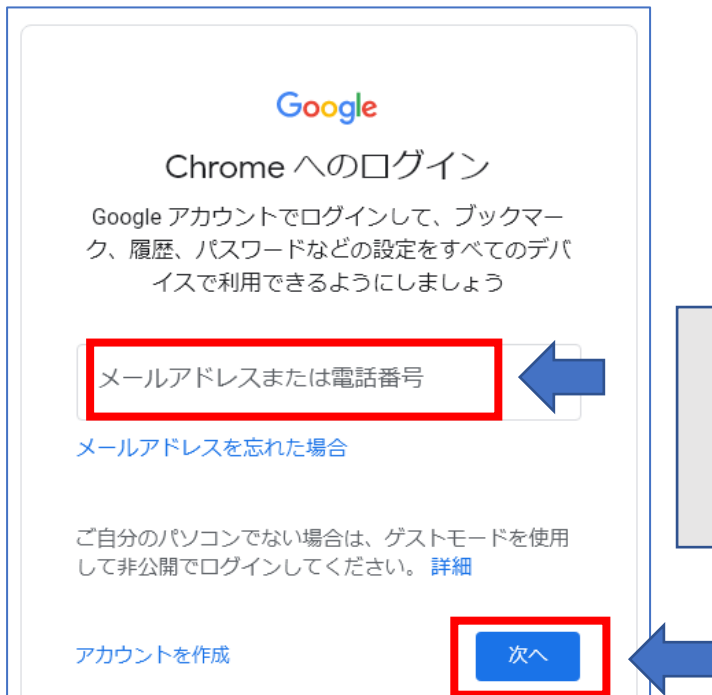 Google
Chrome へのログイン
Google アカウントでログインして、ブックマー
ク、履歴、パスワードなどの設定をすべてのデバ
イスで利用できるようにしましょう
メールアドレスまたは電話番号
メールアドレスを忘れた場合
ご自分のパソコンでない場合は、ゲストモードを使用
して非公開でログインしてください。 詳細
アカウントを作成 次へ